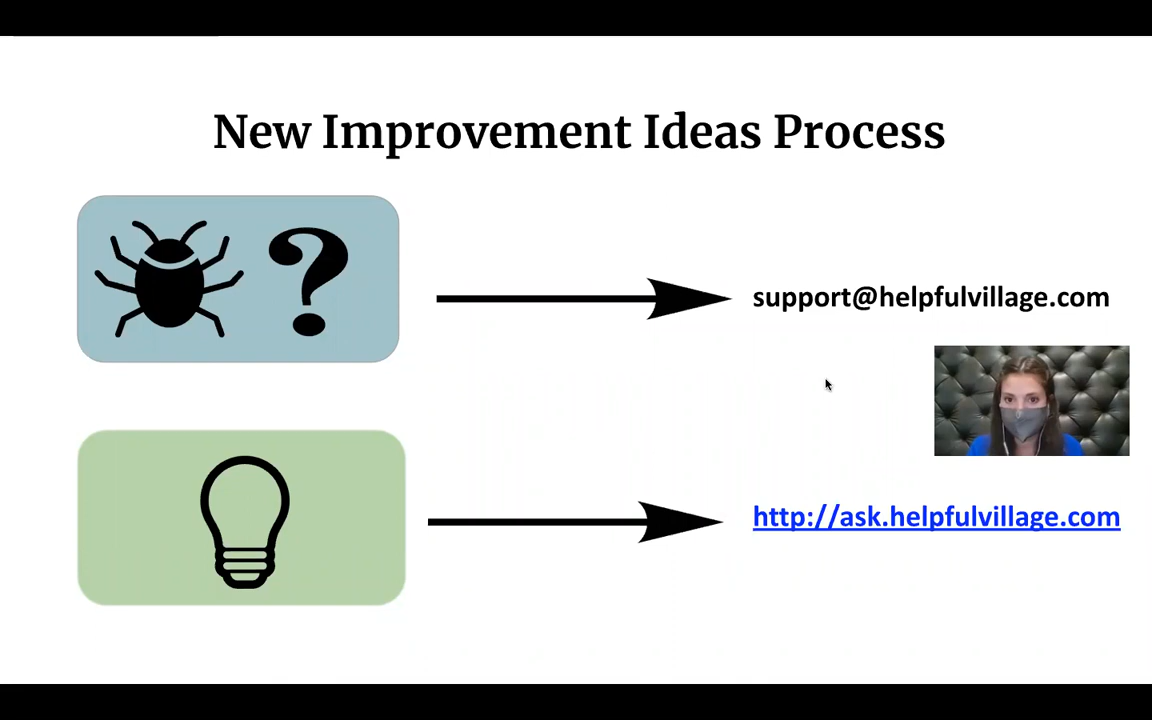 New Improvement Ideas Process
?
support@helpfulvillage.com
http://ask.helpfulvillage.com